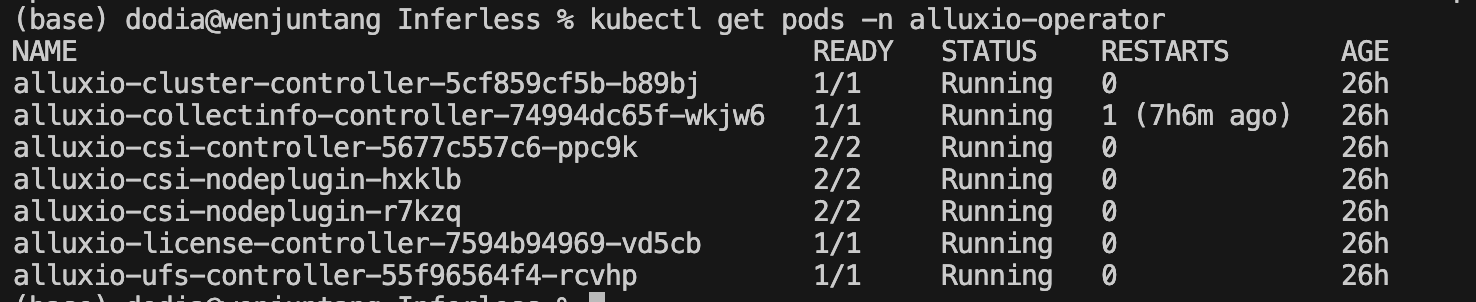 (base) dodia@wenjuntang Inferless % kubectl get pods -n alluxio-operator
NAME READY STATUS RESTARTS AGE
alluxio-cluster-controller-5cf859cf5b-b89bj 1/1 Running 0 26h
alluxio-collectinfo-controller-74994dc65f-wkjw6 1/1 Running 1 (7h6m ago) 26h
alluxio-csi-controller-5677c557c6-ppc9k 2/2 Running 0 26h
alluxio-csi-nodeplugin-hxklb 2/2 Running 0 26h
alluxio-csi-nodeplugin-r7kzq 2/2 Running 0 26h
alluxio-license-controller-7594b94969-vd5cb 1/1 Running 0 26h
alluxio-ufs-controller-55f96564f4-rcvhp 1/1 Running 0 26h
(base) dodia@wenjuntang Inferless %